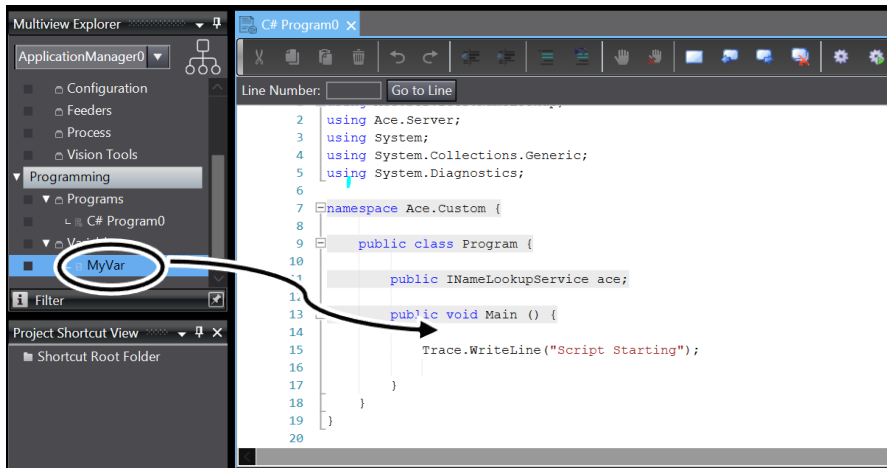 Multiview Explorer
ApplicationManager0
Configuration
Feeders
Process
Vision Tools
Programming
Programs
C# Program0
MyVar
Filter
Project Shortcut View
Shortcut Root Folder
C# Program0
Line Number:
Go to Line
2 using Ace.Server;
3 using System;
4 using System.Collections.Generic;
5 using System.Diagnostics;
6
7 namespace Ace.Custom {
8
9 public class Program {
10
public INameLookupService ace;
13 public void Main () {
14
15 Trace.WriteLine("Script Starting");
16
17 }
18 }
19 }
20